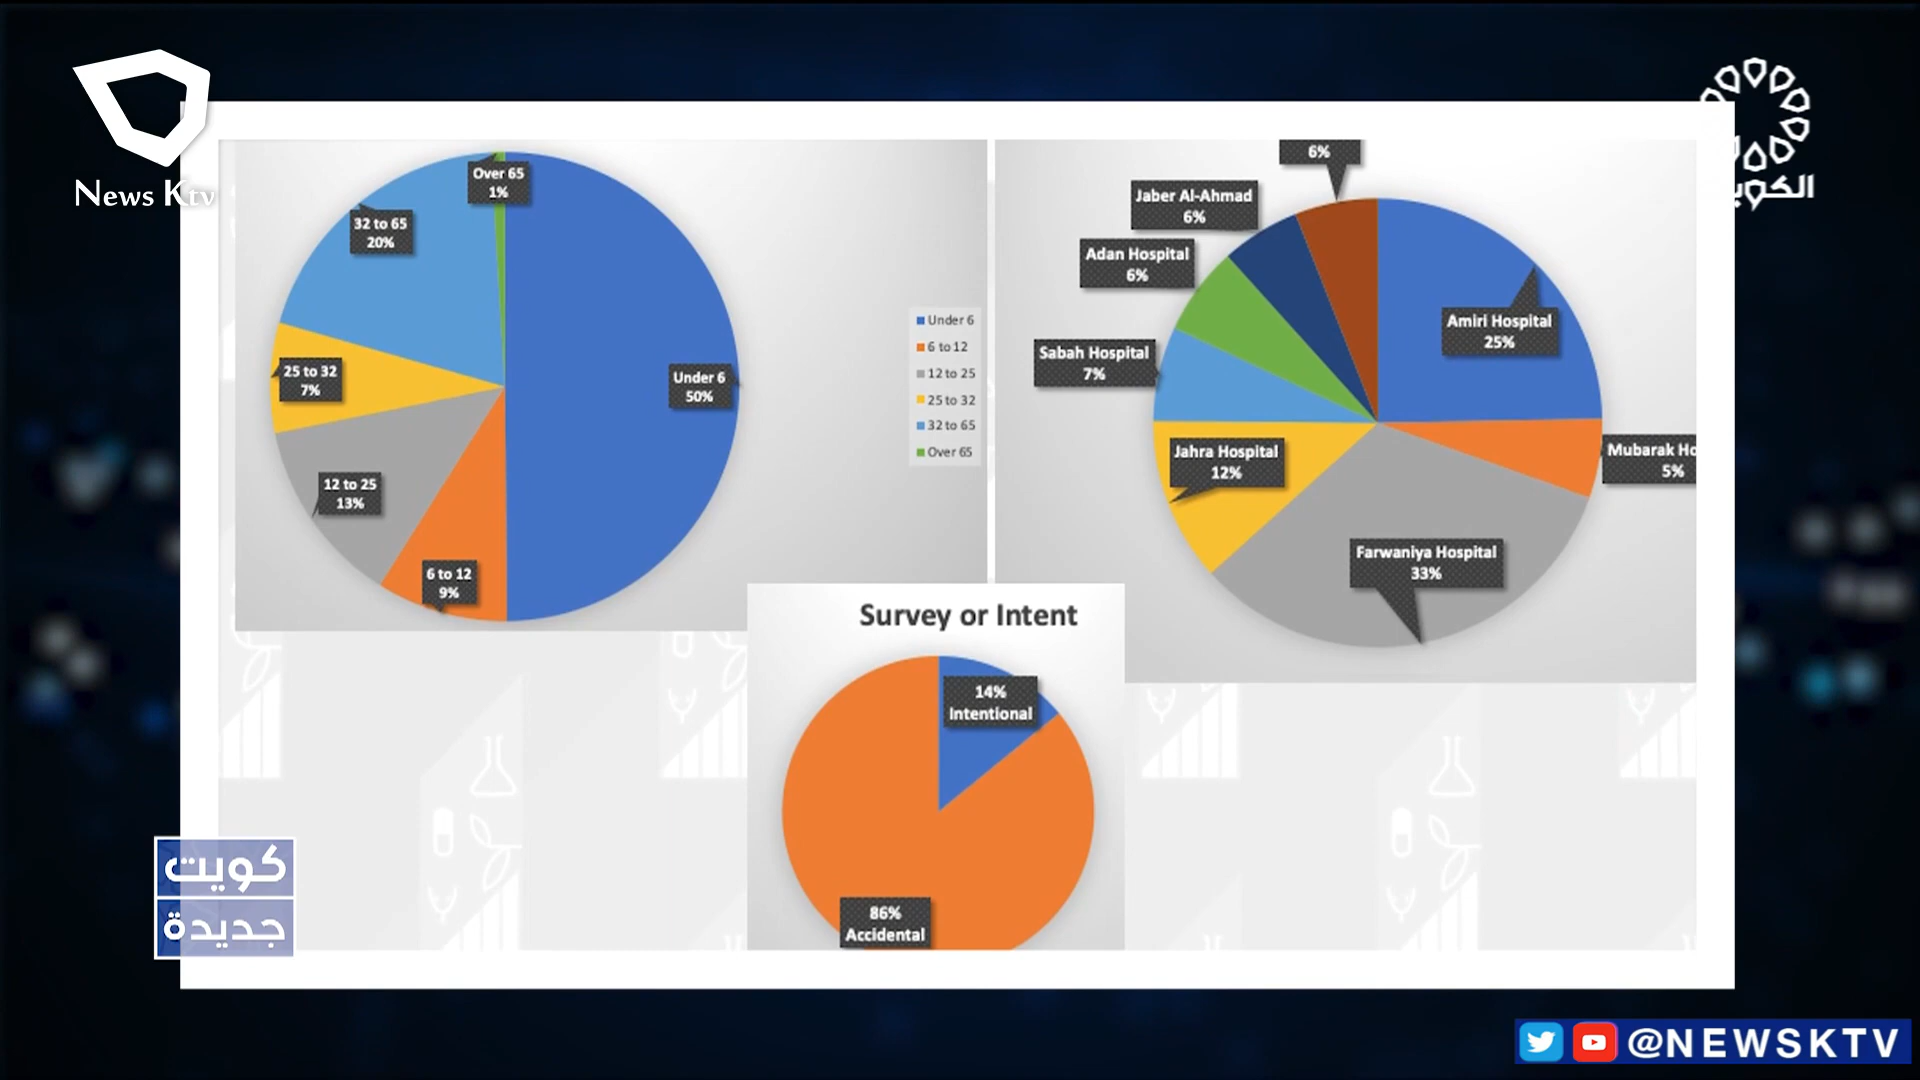 News Ktv
الكويت
Over 65
1%
32 to 65
20%
25 to 32
7%
Under 6
50%
12 to 25
13%
6 to 12
9%
Under 6
6 to 12
12 to 25
25 to 32
32 to 65
Over 65
6%
Jaber Al-Ahmad
6%
Adan Hospital
6%
Sabah Hospital
7%
Amiri Hospital
25%
Jahra Hospital
12%
Mubarak Ho
5%
Farwaniya Hospital
33%
Survey or Intent
14%
Intentional
86%
Accidental
كويت
جديدة
@NEWSKTV